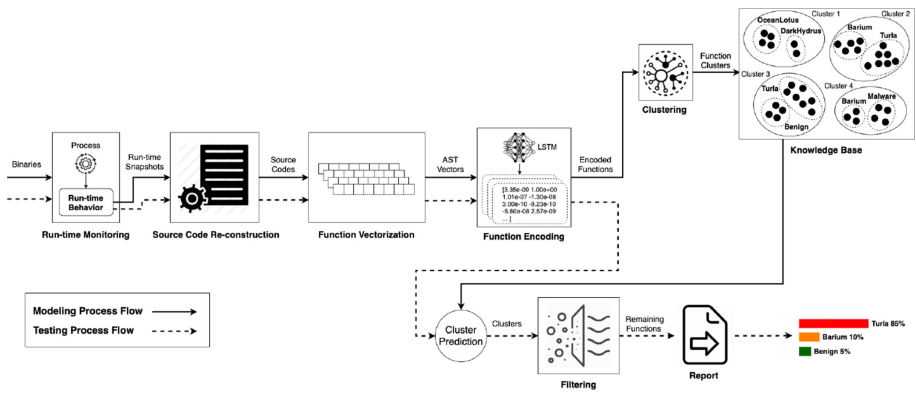 Binaries
Process
Run-time
Behavior
Run-time Monitoring
Run-time
Snapshots
Source Code Re-construction
Source
Codes
Function Vectorization
AST
Vectors
LSTM
[3.35e-09 1.00e+00
1.01e-07 -1.30e-08
3.00e-10 -9.23e-10
-5.60e-08 2.57e-09
... ]
Function Encoding
Encoded
Functions
Clustering
Function
Clusters
Cluster 1
OceanLotus
DarkHydrus
Cluster 2
Barium
Turla
Cluster 3
Turla
Benign
Cluster 4
Barium
Malware
Knowledge Base
Modeling Process Flow
Testing Process Flow
Cluster
Prediction
Clusters
Filtering
Remaining
Functions
Report
Turla 85%
Barium 10%
Benign 5%